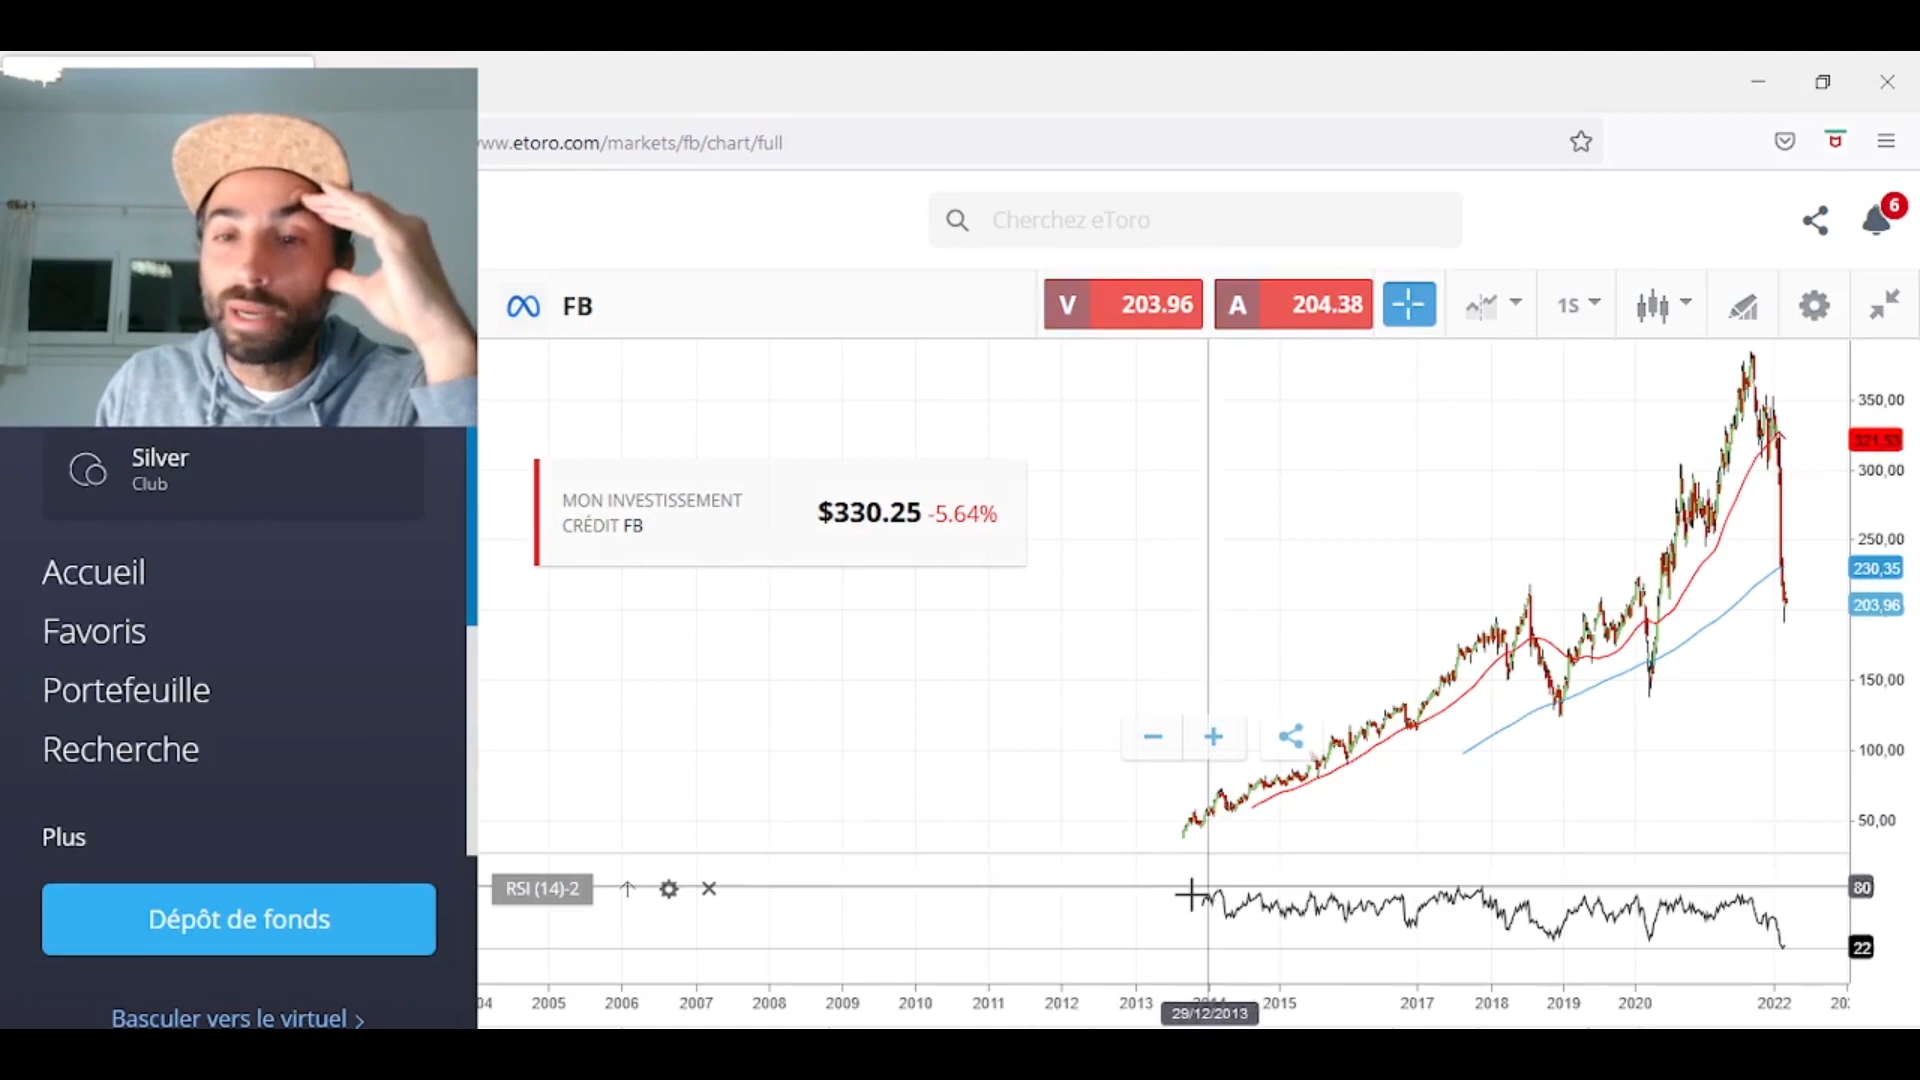 www.etoro.com/markets/fb/chart/full
Cherchez eToro
6
FB
V 203.96
A 204.38
1S
Silver
Club
MON INVESTISSEMENT
CRÉDIT FB
$330.25 -5.64%
Accueil
Favoris
Portefeuille
Recherche
Plus
Dépôt de fonds
Basculer vers le virtuel
350,00
321,53
300,00
250,00
230,35
203,96
150,00
100,00
50,00
RSI (14)-2
80
22
04 2005 2006 2007 2008 2009 2010 2011 2012 2013 2014 2015 2017 2018 2019 2020 2022 20
29/12/2013